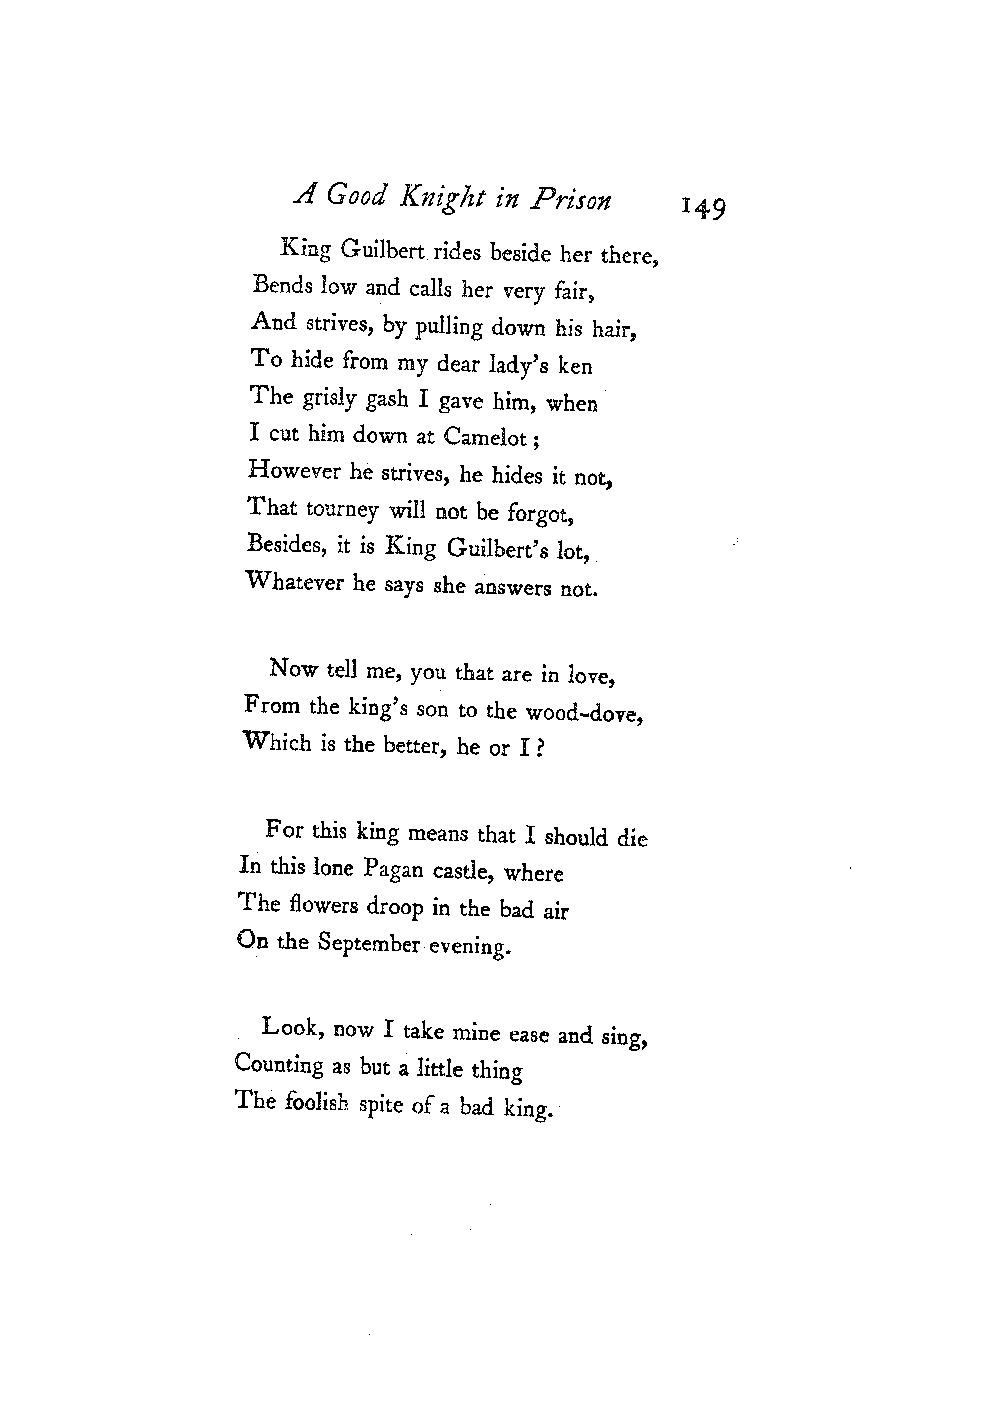 A Good Knight in Prison 149
King Guilbert rides beside her there,
Bends low and calls her very fair,
And strives, by pulling down his hair,
To hide from my dear lady's ken
The grisly gash I gave him, when
I cut him down at Camelot ;
However he strives, he hides it not,
That tourney will not be forgot,
Besides, it is King Guilbert's lot,
Whatever he says she answers not.
Now tell me, you that are in love,
From the king's son to the wood-dove,
Which is the better, he or I ?
For this king means that I should die
In this lone Pagan castle, where
The flowers droop in the bad air
On the September evening.
Look, now I take mine ease and sing,
Counting as but a little thing
The foolish spite of a bad king.